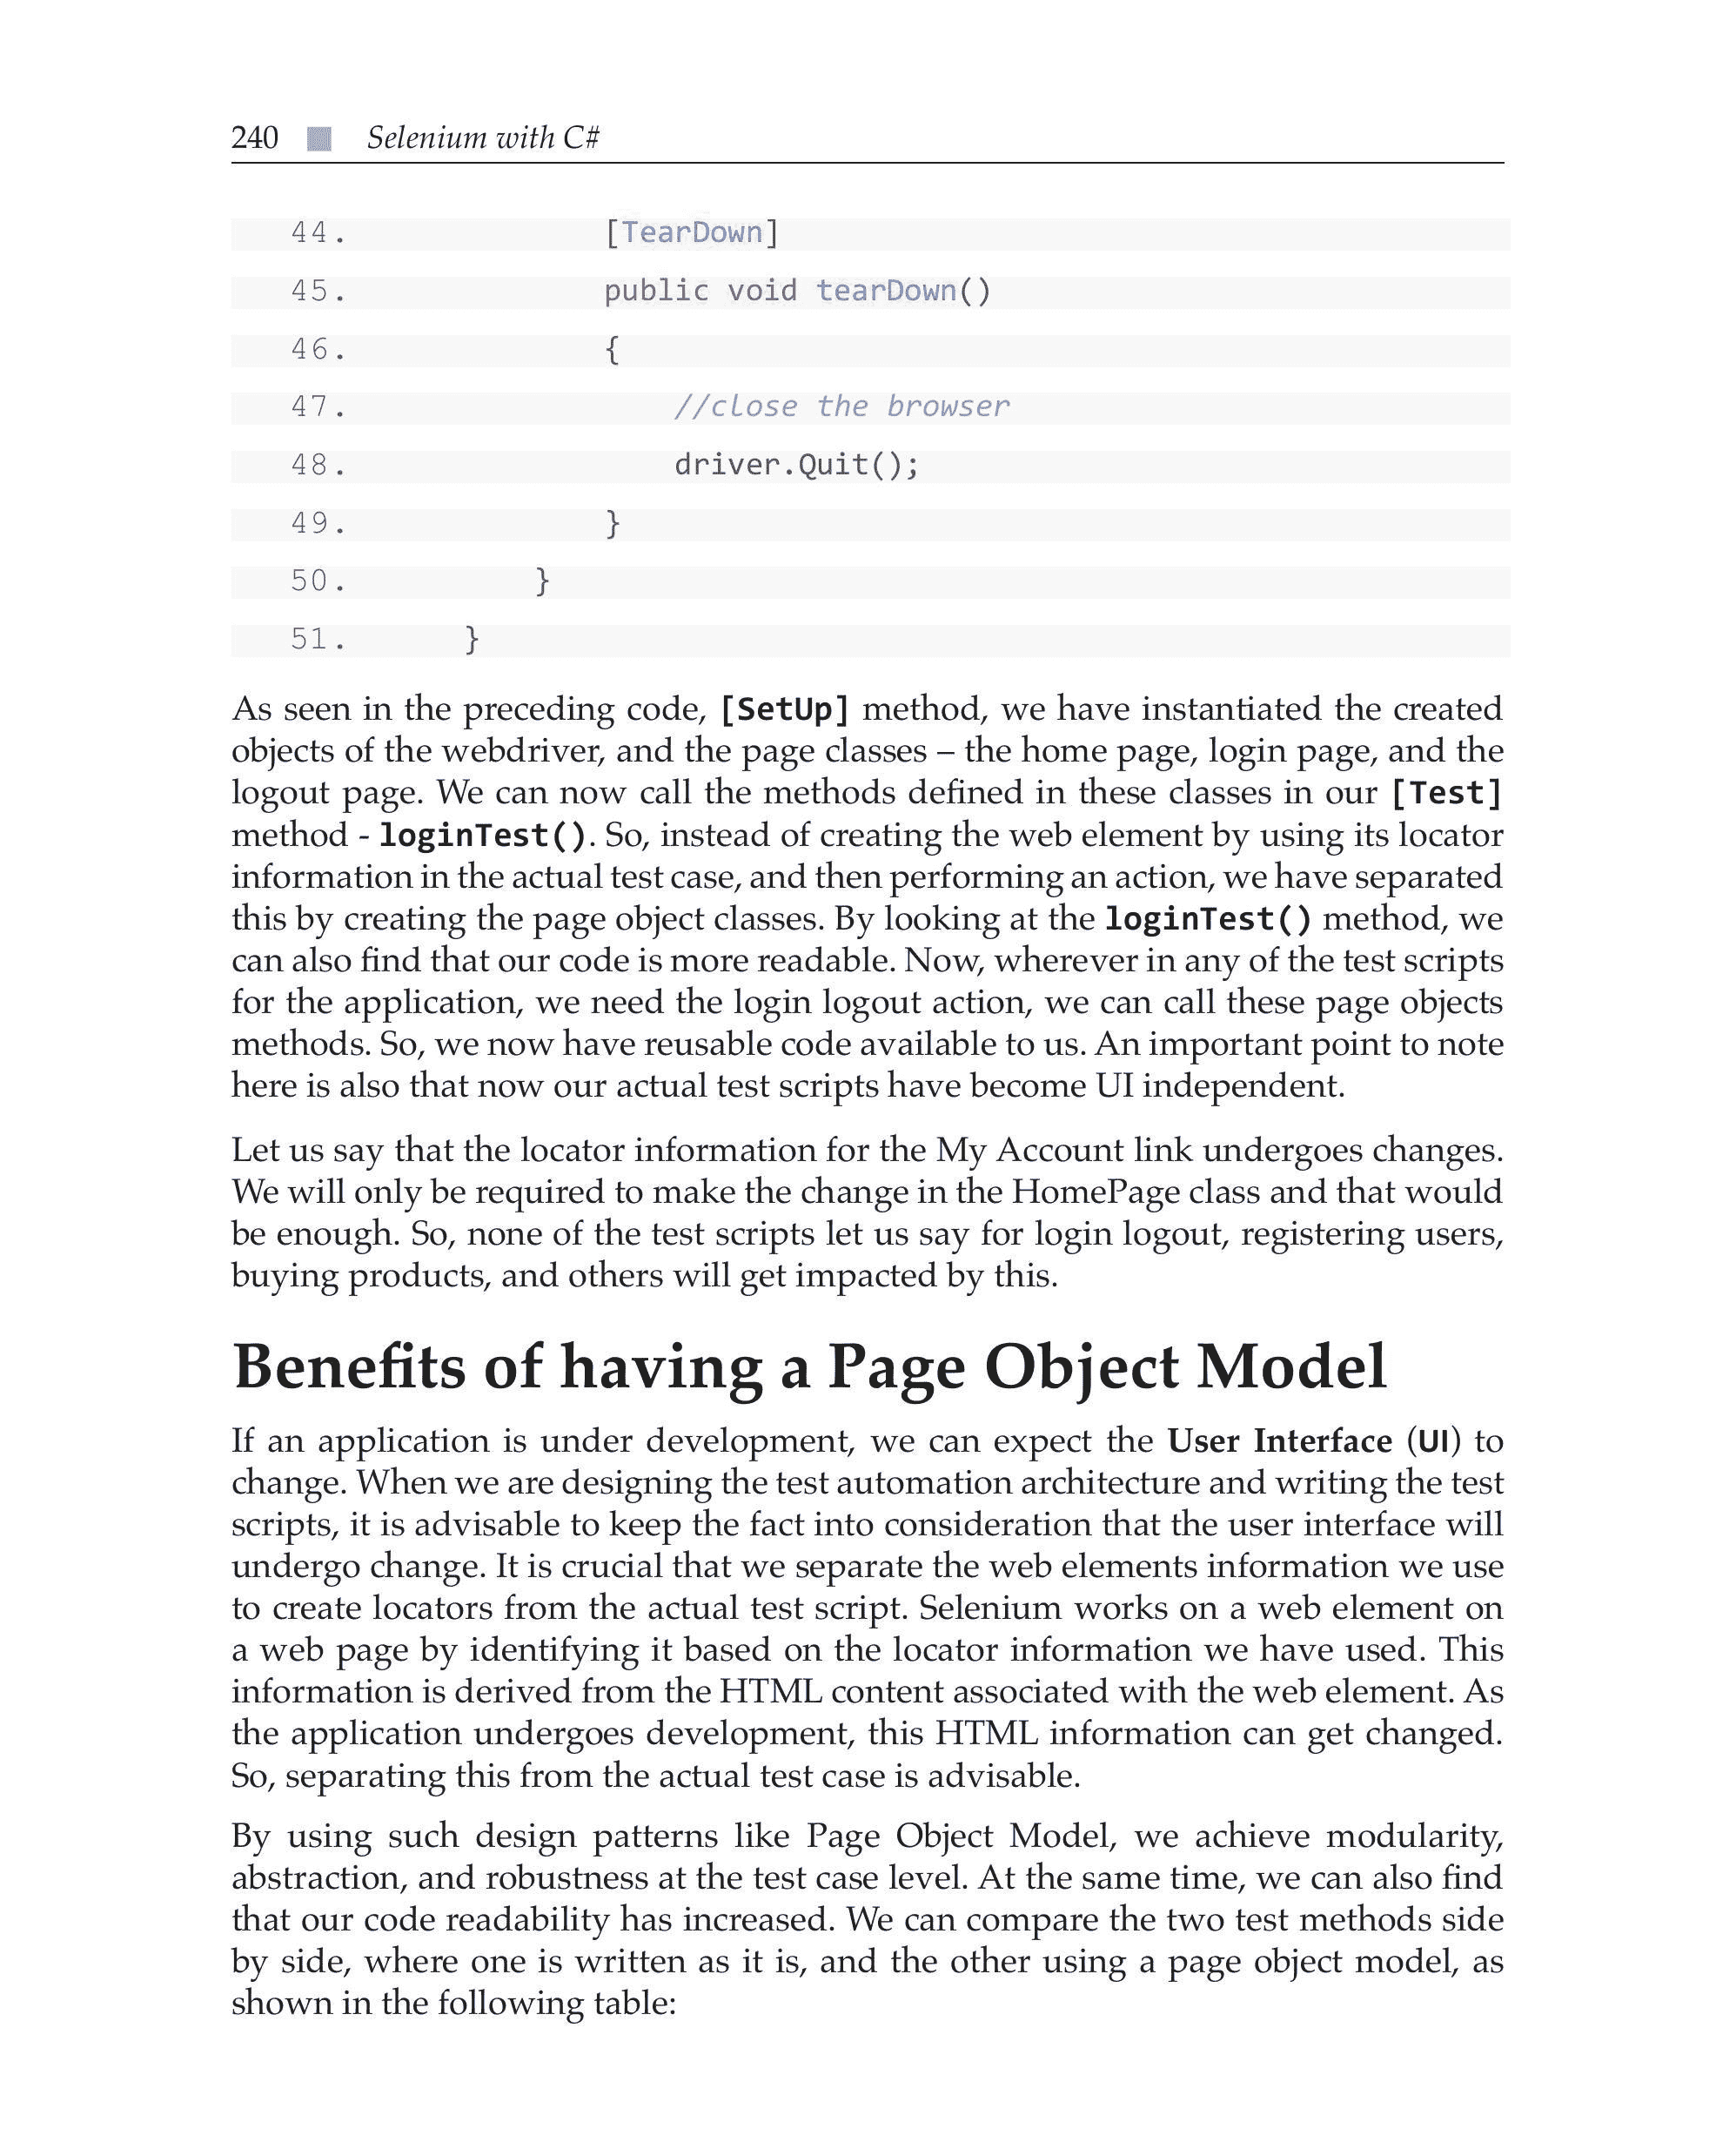 240 Selenium with C#
44. [TearDown]
45. public void tearDown()
46. {
47. //close the browser
48. driver.Quit();
49. }
50. }
51. }
As seen in the preceding code, [SetUp] method, we have instantiated the created
objects of the webdriver, and the page classes – the home page, login page, and the
logout page. We can now call the methods defined in these classes in our [Test]
method - loginTest(). So, instead of creating the web element by using its locator
information in the actual test case, and then performing an action, we have separated
this by creating the page object classes. By looking at the loginTest() method, we
can also find that our code is more readable. Now, wherever in any of the test scripts
for the application, we need the login logout action, we can call these page objects
methods. So, we now have reusable code available to us. An important point to note
here is also that now our actual test scripts have become UI independent.
Let us say that the locator information for the My Account link undergoes changes.
We will only be required to make the change in the HomePage class and that would
be enough. So, none of the test scripts let us say for login logout, registering users,
buying products, and others will get impacted by this.
Benefits of having a Page Object Model
If an application is under development, we can expect the User Interface (UI) to
change. When we are designing the test automation architecture and writing the test
scripts, it is advisable to keep the fact into consideration that the user interface will
undergo change. It is crucial that we separate the web elements information we use
to create locators from the actual test script. Selenium works on a web element on
a web page by identifying it based on the locator information we have used. This
information is derived from the HTML content associated with the web element. As
the application undergoes development, this HTML information can get changed.
So, separating this from the actual test case is advisable.
By using such design patterns like Page Object Model, we achieve modularity,
abstraction, and robustness at the test case level. At the same time, we can also find
that our code readability has increased. We can compare the two test methods side
by side, where one is written as it is, and the other using a page object model, as
shown in the following table: